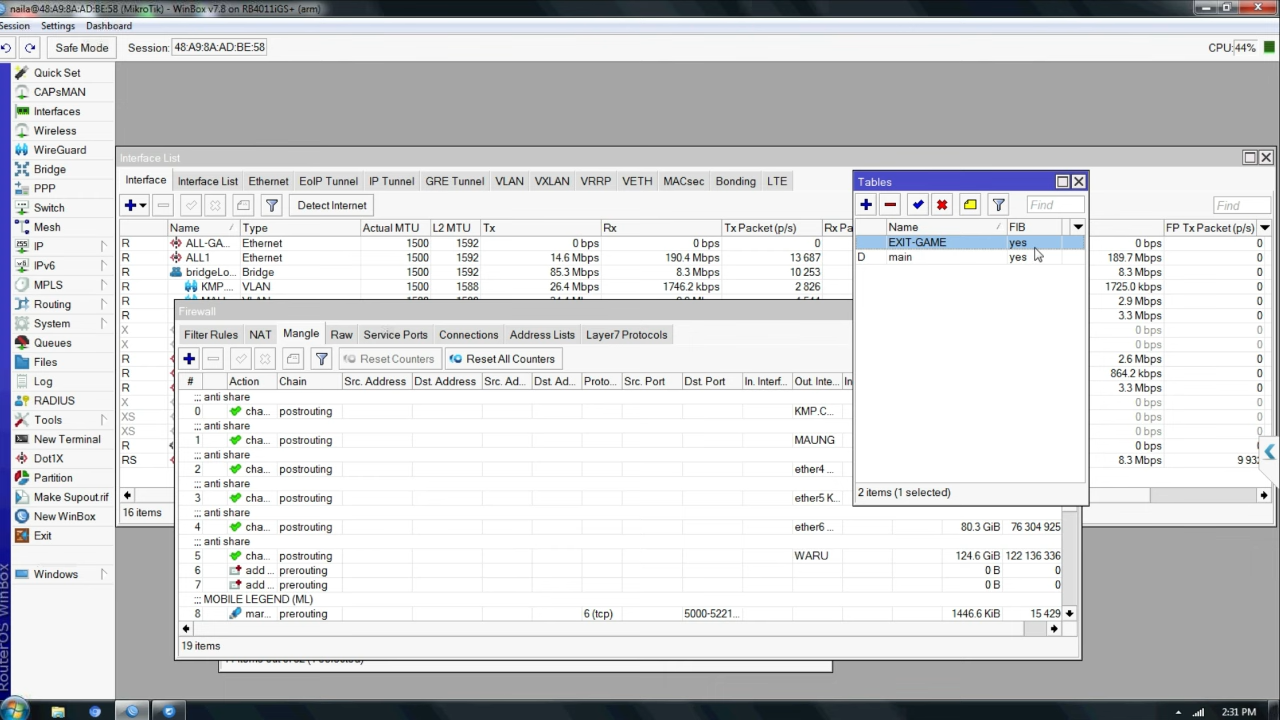 naila@48:A9:8A:AD:BE:58 (MikroTik) - WinBox v7.8 on RB4011iGS+ (arm)
Session Settings Dashboard
Safe Mode Session: 48:A9:8A:AD:BE:58 CPU:44%
Quick Set
CAPsMAN
Interfaces
Wireless
WireGuard
Bridge
PPP
Switch
Mesh
IP
IPv6
MPLS
Routing
System
Queues
Files
Log
RADIUS
Tools
New Terminal
Dot1X
Partition
Make Supout.rif
New WinBox
Exit
Windows
RouterOS WinBox
Interface List
Interface Interface List Ethernet EoIP Tunnel IP Tunnel GRE Tunnel VLAN VXLAN VRRP VETH MACsec Bonding LTE
Detect Internet Find
Name Type Actual MTU L2 MTU Tx Rx Tx Packet (p/s) Rx Pa FP Tx Packet (p/s)
R ALL-GA... Ethernet 1500 1592 0 bps 0 bps 0 0 bps 0
R ALL1 Ethernet 1500 1592 14.6 Mbps 190.4 Mbps 13 687 189.7 Mbps 0
R bridgeLo... Bridge 1500 1592 85.3 Mbps 8.3 Mbps 10 253 8.3 Mbps 0
R KMP.... VLAN 1500 1588 26.4 Mbps 1746.2 kbps 2 826 1725.0 kbps 0
R 2.9 Mbps 0
R 3.3 Mbps 0
X 0 bps 0
X 0 bps 0
R 2.6 Mbps 0
R 864.2 kbps 0
R 3.3 Mbps 0
X 0 bps 0
XS 0 bps 0
XS 0 bps 0
R 0 bps 0
RS 8.3 Mbps 9 932
16 items
Firewall
Filter Rules NAT Mangle Raw Service Ports Connections Address Lists Layer7 Protocols
Reset Counters Reset All Counters
# Action Chain Src. Address Dst. Address Src. Ad... Dst. Ad... Proto... Src. Port Dst. Port In. Interf... Out. Inte... In
;;; anti share
0 cha... postrouting KMP.C...
;;; anti share
1 cha... postrouting MAUNG
;;; anti share
2 cha... postrouting ether4 ...
;;; anti share
3 cha... postrouting ether5 K...
;;; anti share
4 cha... postrouting ether6 ... 80.3 GiB 76 304 925
;;; anti share
5 cha... postrouting WARU 124.6 GiB 122 136 336
6 add ... prerouting 0 B 0
7 add ... prerouting 0 B 0
;;; MOBILE LEGEND (ML)
8 mar... prerouting 6 (tcp) 5000-5221... 1446.6 KiB 15 429
19 items
Tables
Find
Name FIB
EXIT-GAME yes
D main yes
2 items (1 selected)
2:31 PM